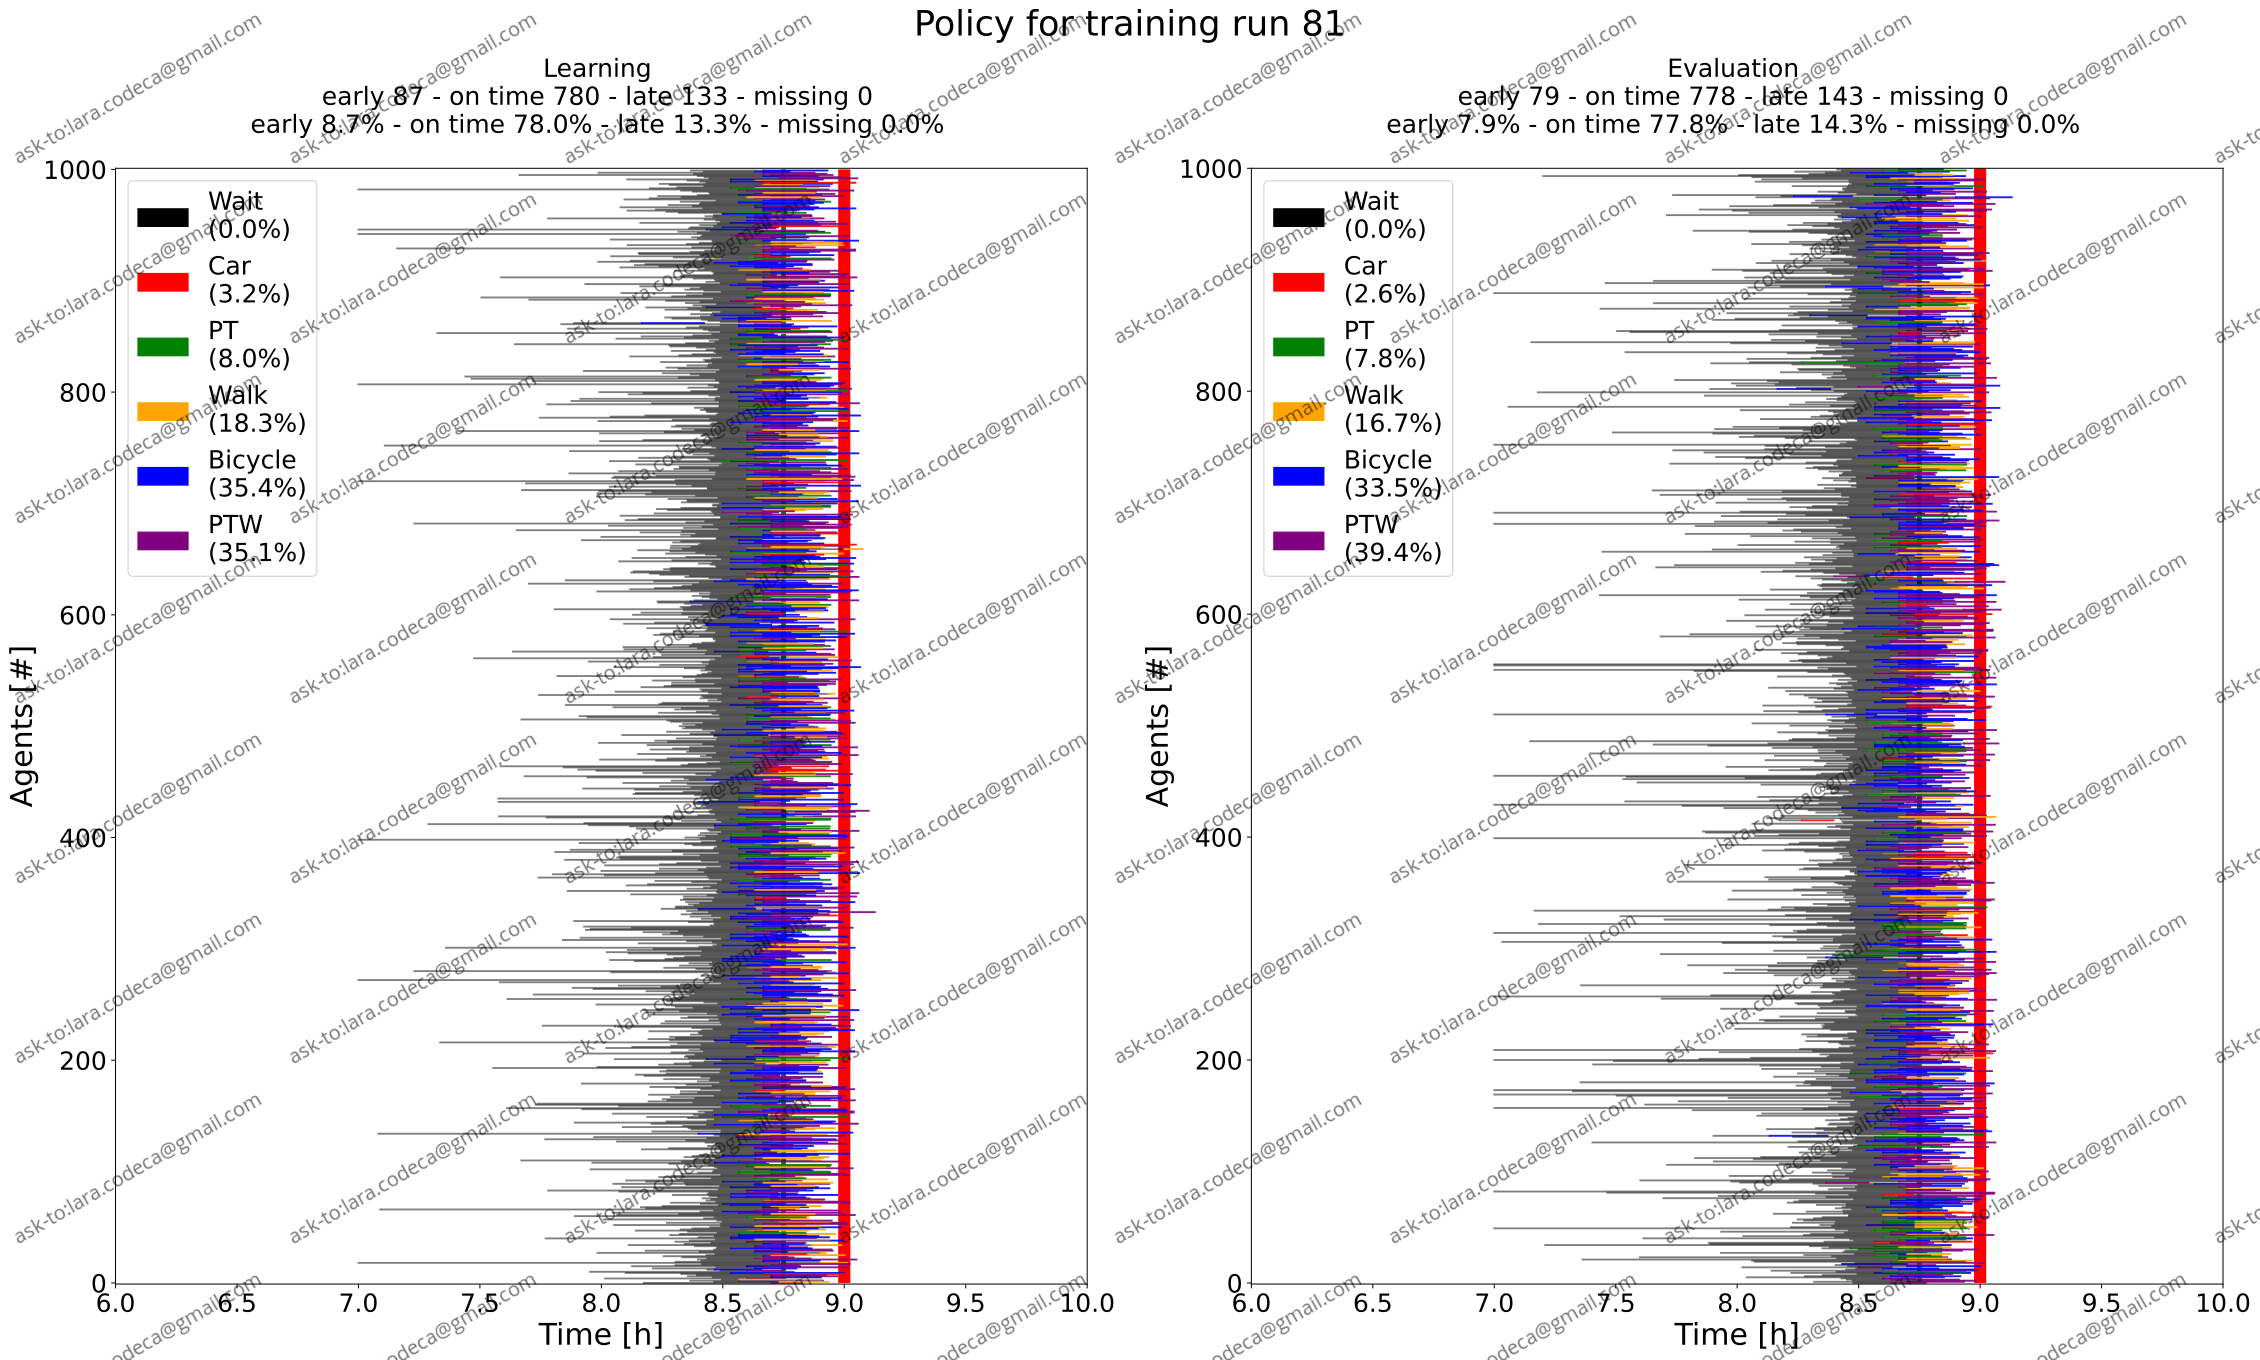 Policy for training run 81
Learning
early 87 - on time 780 - late 133 - missing 0
early 8.7% - on time 78.0% - late 13.3% - missing 0.0%
Evaluation
early 79 - on time 778 - late 143 - missing 0
early 7.9% - on time 77.8% - late 14.3% - missing 0.0%
Agents [#]
1000
800
600
400
200
0
Wait
(0.0%)
Car
(3.2%)
PT
(8.0%)
Walk
(18.3%)
Bicycle
(35.4%)
PTW
(35.1%)
6.0 6.5 7.0 7.5 8.0 8.5 9.0 9.5 10.0
Time [h]
Agents [#]
1000
800
600
400
200
0
Wait
(0.0%)
Car
(2.6%)
PT
(7.8%)
Walk
(16.7%)
Bicycle
(33.5%)
PTW
(39.4%)
6.0 6.5 7.0 7.5 8.0 8.5 9.0 9.5 10.0
Time [h]
ask-to:lara.codeca@gmail.com